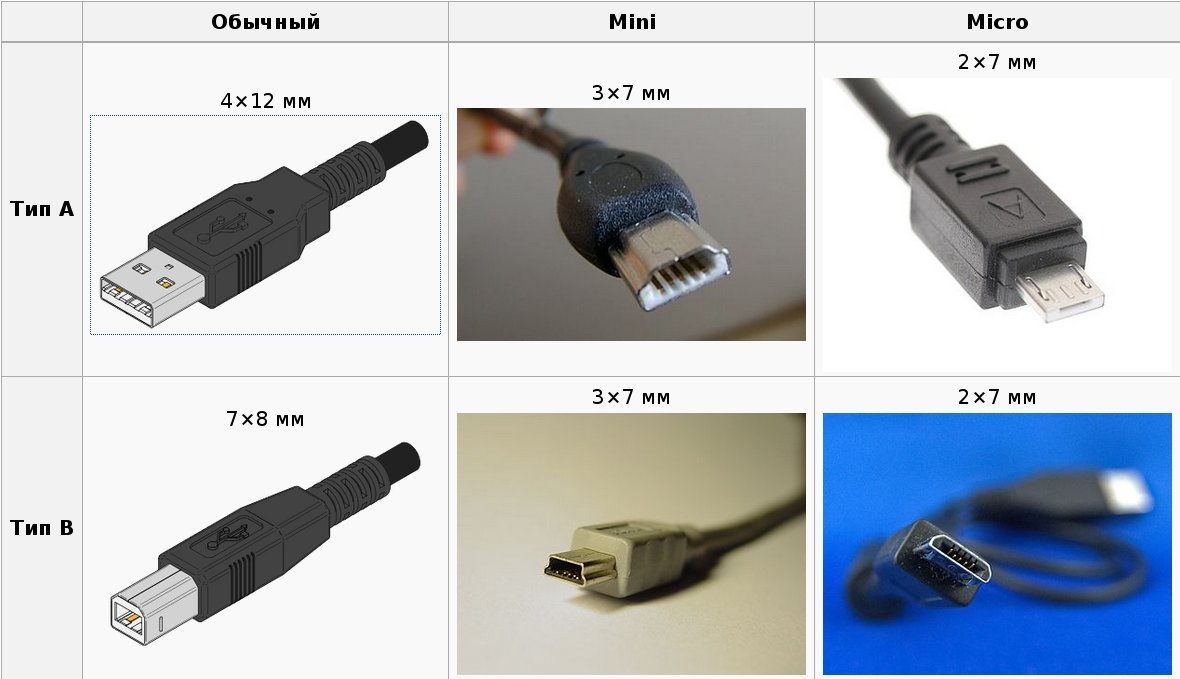 Обычный
Mini
Micro
Тип A
4×12 мм
3×7 мм
2×7 мм
A
Тип B
7×8 мм
3×7 мм
2×7 мм